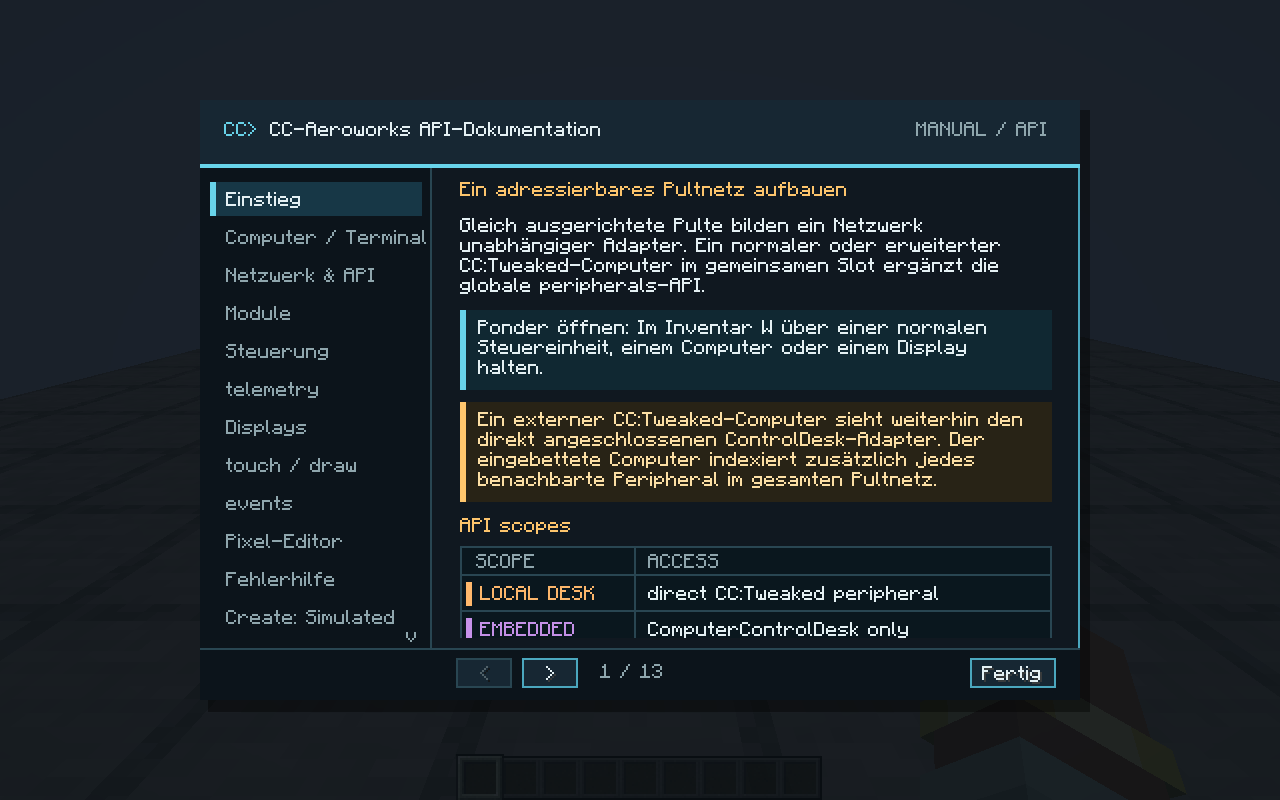 CC> CC-Aeroworks API-Dokumentation
MANUAL / API
Einstieg
Computer / Terminal
Netzwerk & API
Module
Steuerung
telemetry
Displays
touch / draw
events
Pixel-Editor
Fehlerhilfe
Create: Simulated
v
Ein adressierbares Pultnetz aufbauen
Gleich ausgerichtete Pulte bilden ein Netzwerk
unabhängiger Adapter. Ein normaler oder erweiterter
CC:Tweaked-Computer im gemeinsamen Slot ergänzt die
globale peripherals-API.
Ponder öffnen: Im Inventar W über einer normalen
Steuereinheit, einem Computer oder einem Display
halten.
Ein externer CC:Tweaked-Computer sieht weiterhin den
direkt angeschlossenen ControlDesk-Adapter. Der
eingebettete Computer indexiert zusätzlich jedes
benachbarte Peripheral im gesamten Pultnetz.
API scopes
SCOPE ACCESS
LOCAL DESK direct CC:Tweaked peripheral
EMBEDDED ComputerControlDesk only
< > 1 / 13
Fertig